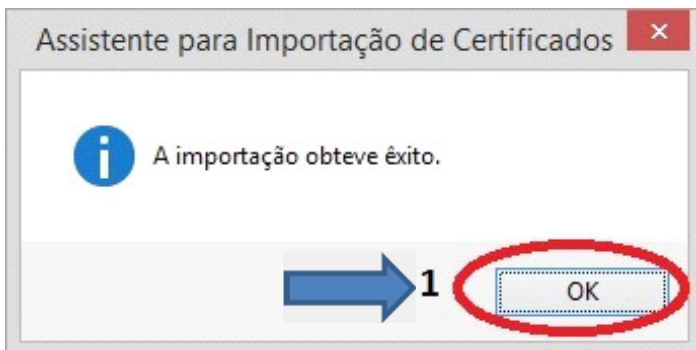 Assistente para Importação de Certificados
A importação obteve êxito.
1
OK